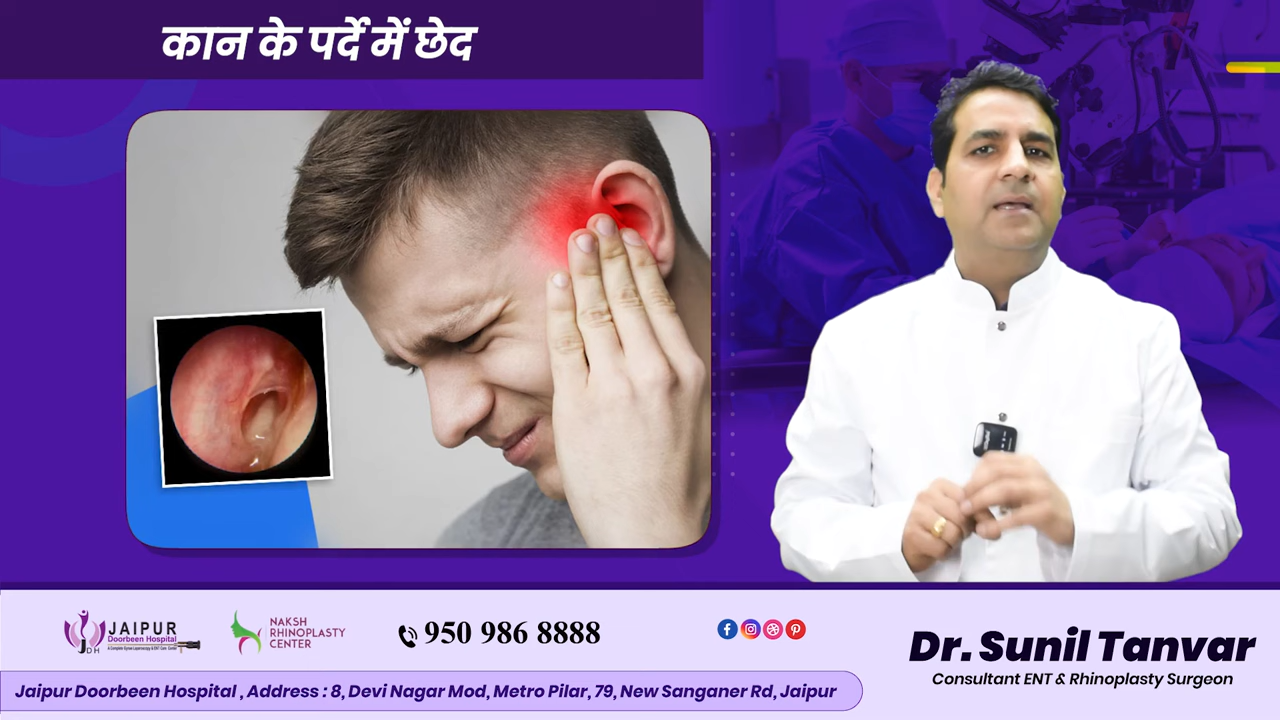 कान के पर्दे में छेद
JAIPUR
Doorbeen Hospital
JDH
NAKSH
RHINOPLASTY
CENTER
950 986 8888
Dr. Sunil Tanvar
Consultant ENT & Rhinoplasty Surgeon
Jaipur Doorbeen Hospital , Address : 8, Devi Nagar Mod, Metro Pilar, 79, New Sanganer Rd, Jaipur